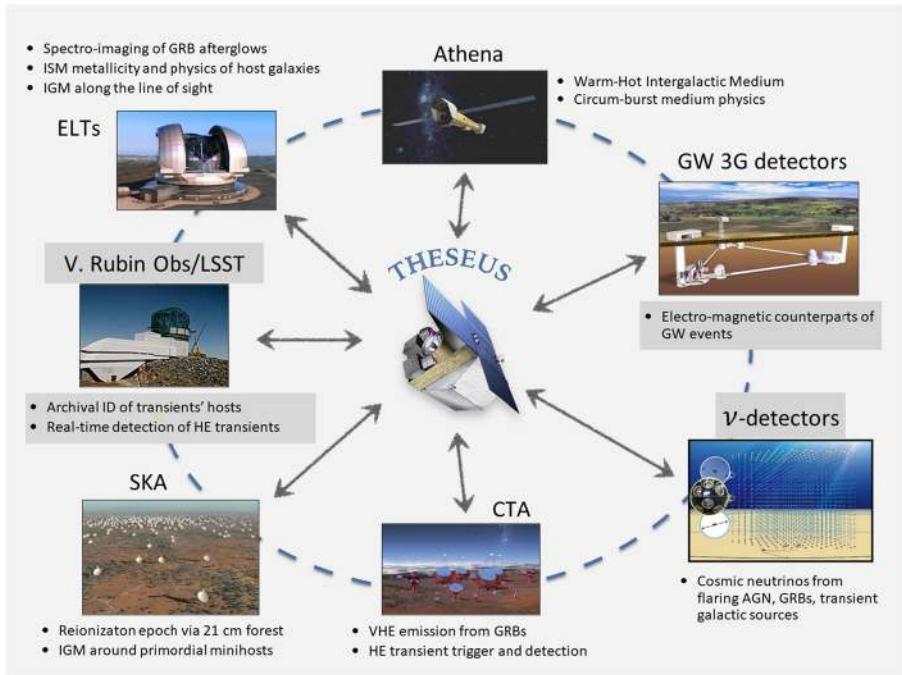 • Spectro-imaging of GRB afterglows
• ISM metallicity and physics of host galaxies
• IGM along the line of sight
ELTs
Athena
• Warm-Hot Intergalactic Medium
• Circum-burst medium physics
GW 3G detectors
• Electro-magnetic counterparts of
GW events
V. Rubin Obs/LSST
• Archival ID of transients' hosts
• Real-time detection of HE transients
THESEUS
ν-detectors
• Cosmic neutrinos from
flaring AGN, GRBs, transient
galactic sources
SKA
• Reionizaton epoch via 21 cm forest
• IGM around primordial minihosts
CTA
• VHE emission from GRBs
• HE transient trigger and detection